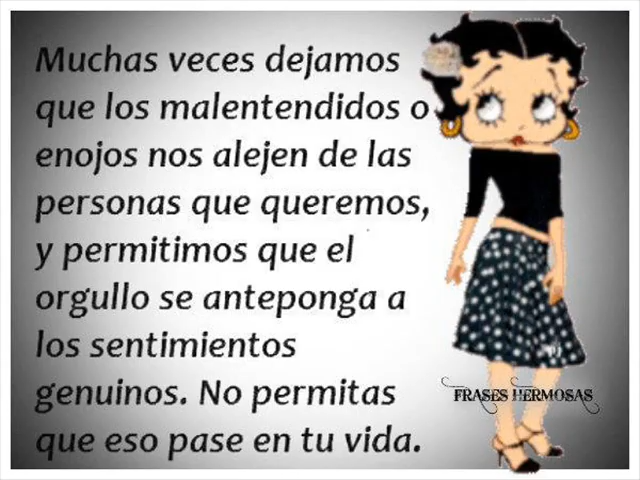 Muchas veces dejamos
que los malentendidos o
enojos nos alejen de las
personas que queremos,
y permitimos que el
orgullo se anteponga a
los sentimientos
genuinos. No permitas
que eso pase en tu vida.
FRASES HERMOSAS